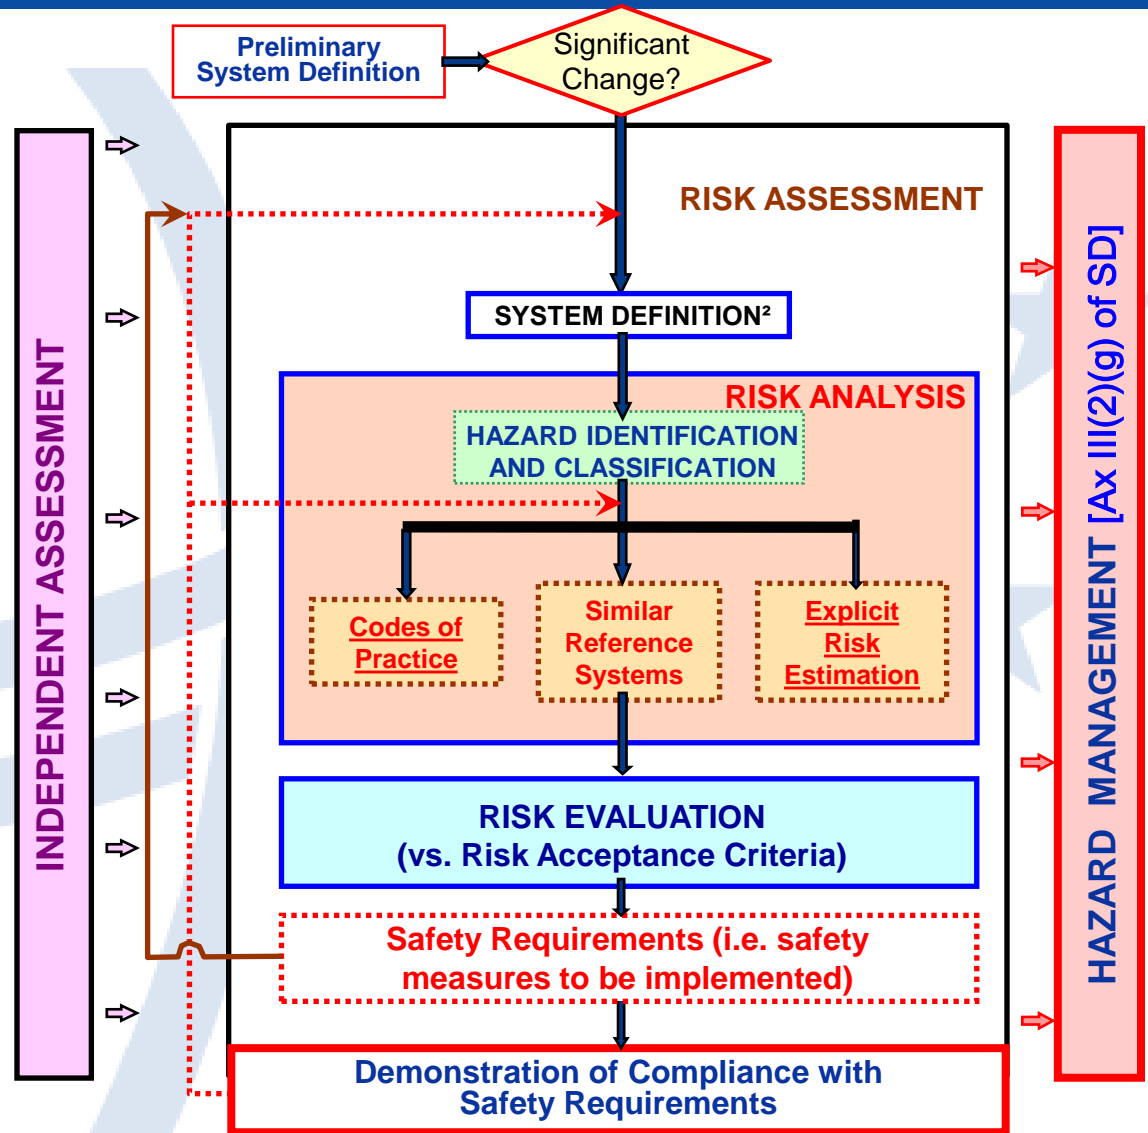 Preliminary
System Definition
Significant
Change?
INDEPENDENT ASSESSMENT
RISK ASSESSMENT
SYSTEM DEFINITION²
RISK ANALYSIS
HAZARD IDENTIFICATION
AND CLASSIFICATION
Codes of
Practice
Similar
Reference
Systems
Explicit
Risk
Estimation
RISK EVALUATION
(vs. Risk Acceptance Criteria)
Safety Requirements (i.e. safety
measures to be implemented)
Demonstration of Compliance with
Safety Requirements
HAZARD MANAGEMENT [Ax III(2)(g) of SD]